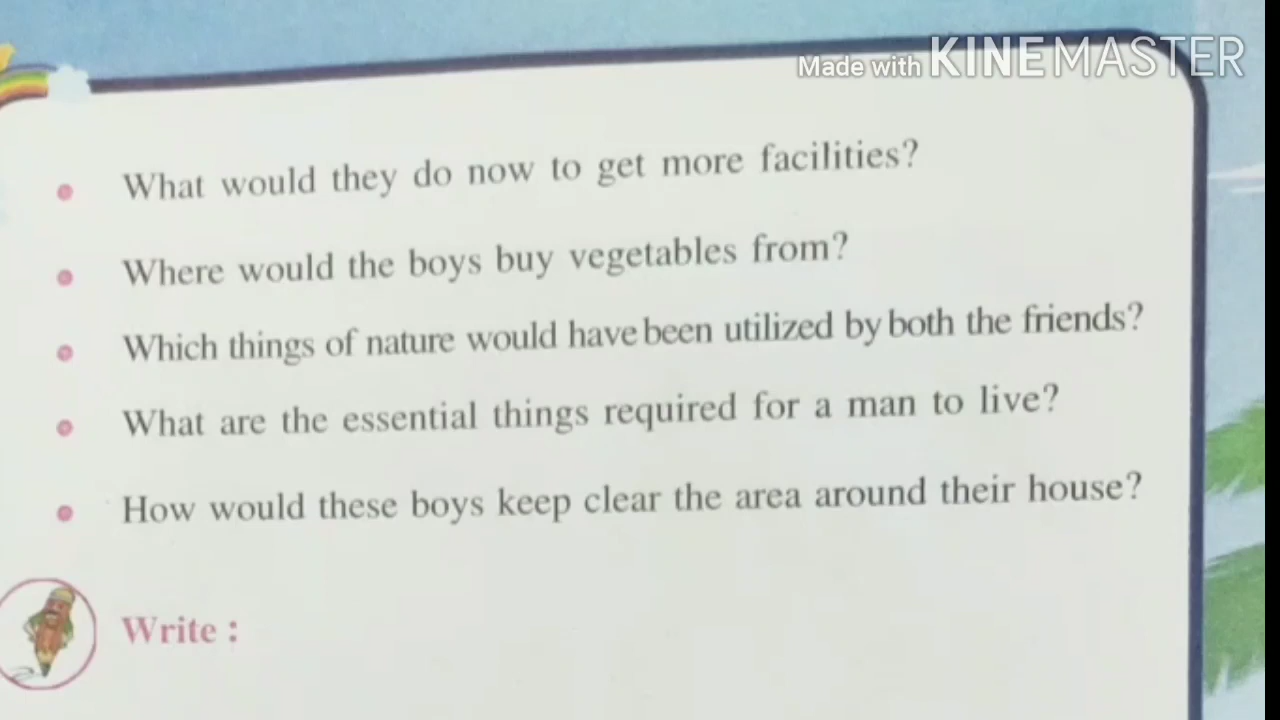 Made with KINEMASTER
What would they do now to get more facilities?
Where would the boys buy vegetables from?
Which things of nature would have been utilized by both the friends?
What are the essential things required for a man to live?
How would these boys keep clear the area around their house?
Write :